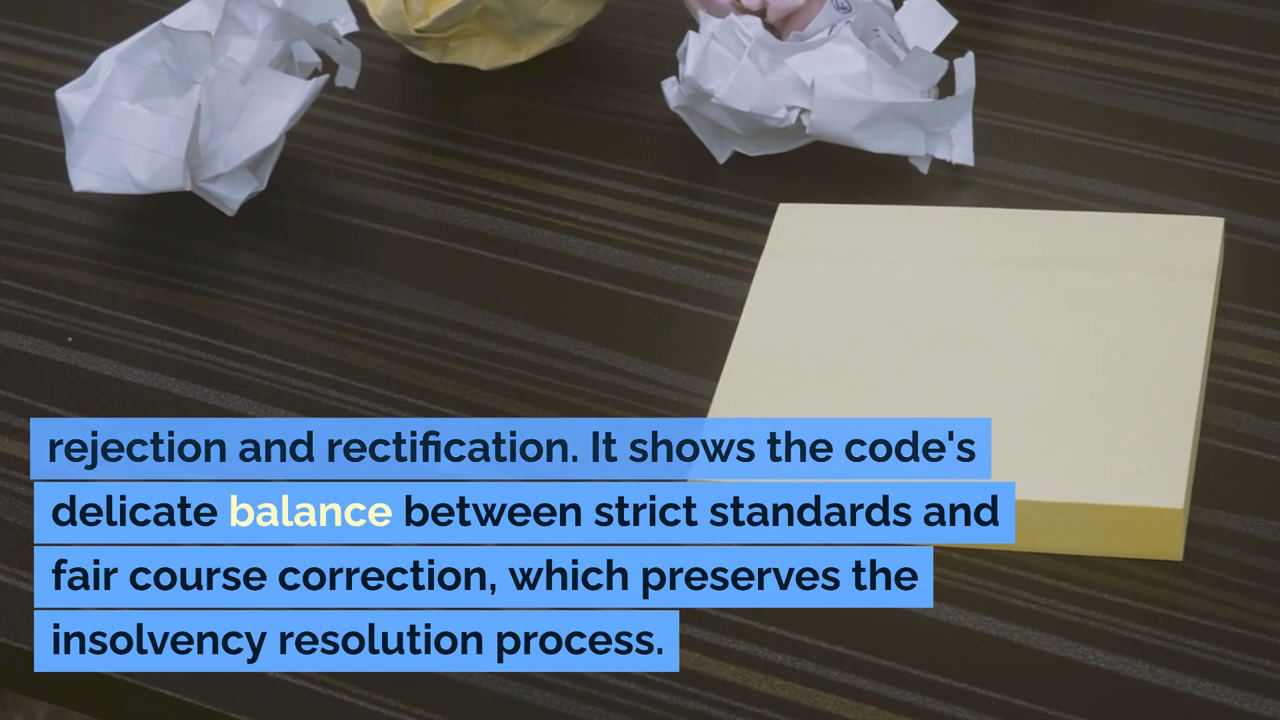 rejection and rectification. It shows the code's
delicate balance between strict standards and
fair course correction, which preserves the
insolvency resolution process.